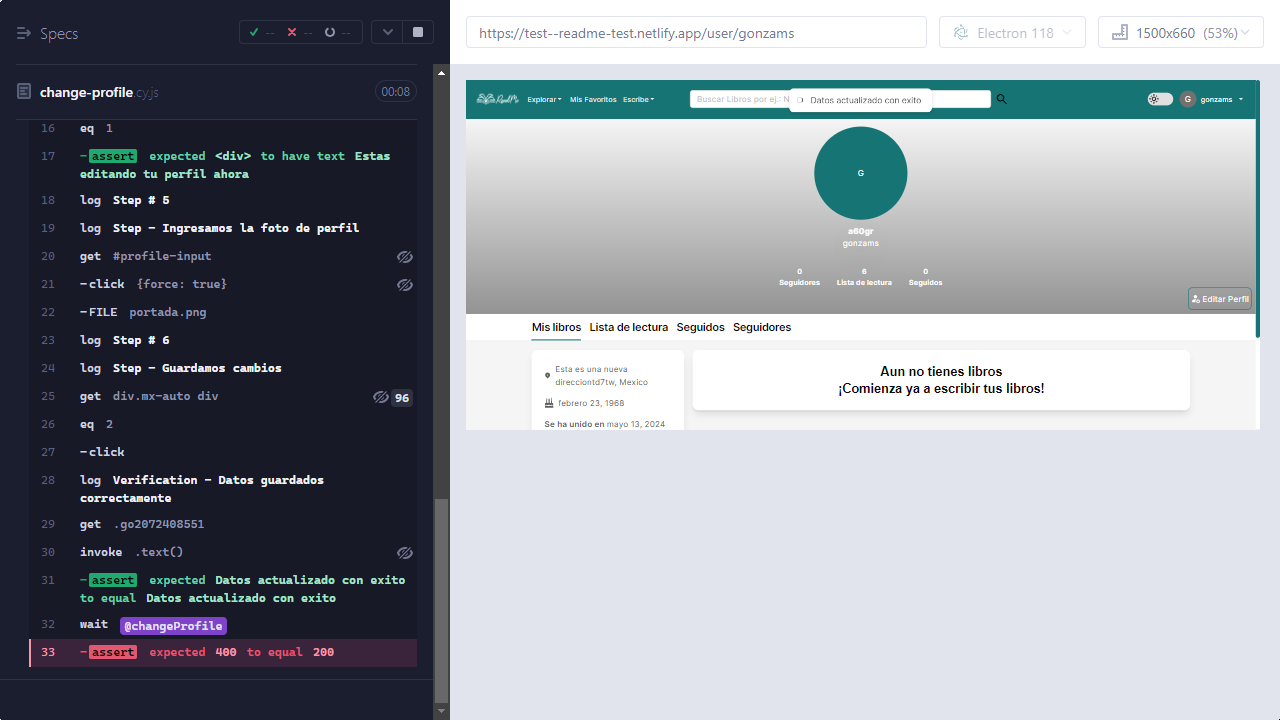 Specs
-- -- --
change-profile.cy.js
00:08
16 eq 1
17 -assert expected <div> to have text Estas
editando tu perfil ahora
18 log Step # 5
19 log Step - Ingresamos la foto de perfil
20 get #profile-input
21 -click {force: true}
22 -FILE portada.png
23 log Step # 6
24 log Step - Guardamos cambios
25 get div.mx-auto div 96
26 eq 2
27 -click
28 log Verification - Datos guardados
correctamente
29 get .go2072408551
30 invoke .text()
31 -assert expected Datos actualizado con exito
to equal Datos actualizado con exito
32 wait @changeProfile
33 -assert expected 400 to equal 200
https://test--readme-test.netlify.app/user/gonzams
Electron 118
1500x660 (53%)
Explorar Mis Favoritos Escribe
Buscar Libros por ej.: N
Datos actualizado con exito
G gonzams
G
a60gr
gonzams
0 6 0
Seguidores Lista de lectura Seguidos
Editar Perfil
Mis libros Lista de lectura Seguidos Seguidores
Esta es una nueva
direcciontd7tw, Mexico
febrero 23, 1968
Se ha unido en mayo 13, 2024
Aun no tienes libros
¡Comienza ya a escribir tus libros!